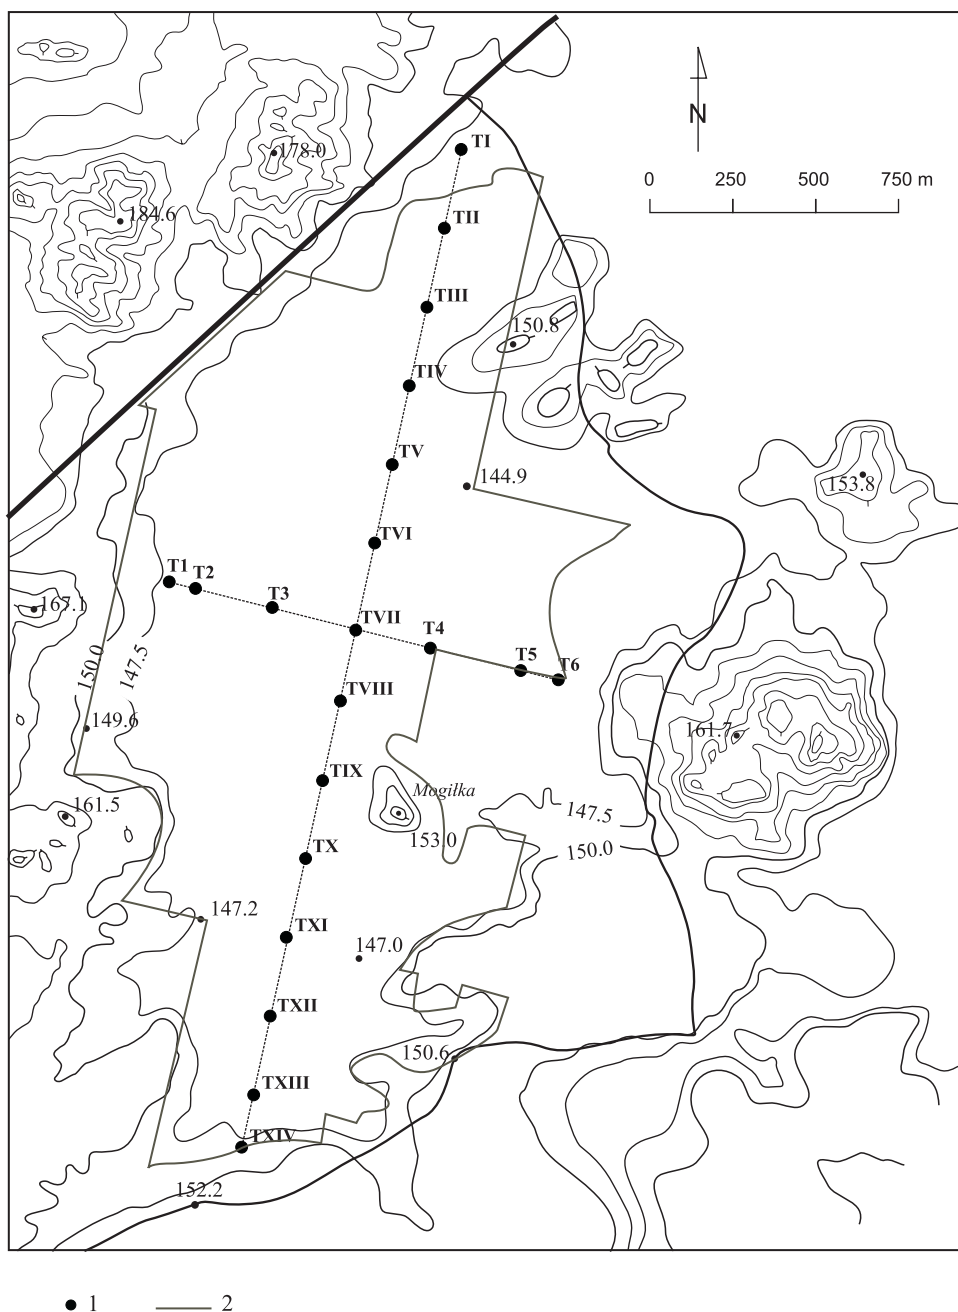 TI
N
178.0
0 250 500 750 m
184.6
TII
TIII
150.8
TIV
TV
144.9
153.8
TVI
T1
T2
T3
167.1
TVII
T4
T5
T6
150.0
147.5
TVIII
149.6
161.7
TIX
Mogiłka
161.5
147.5
153.0
TX
150.0
147.2
TXI
147.0
TXII
150.6
TXIII
TXIV
152.2
1 2